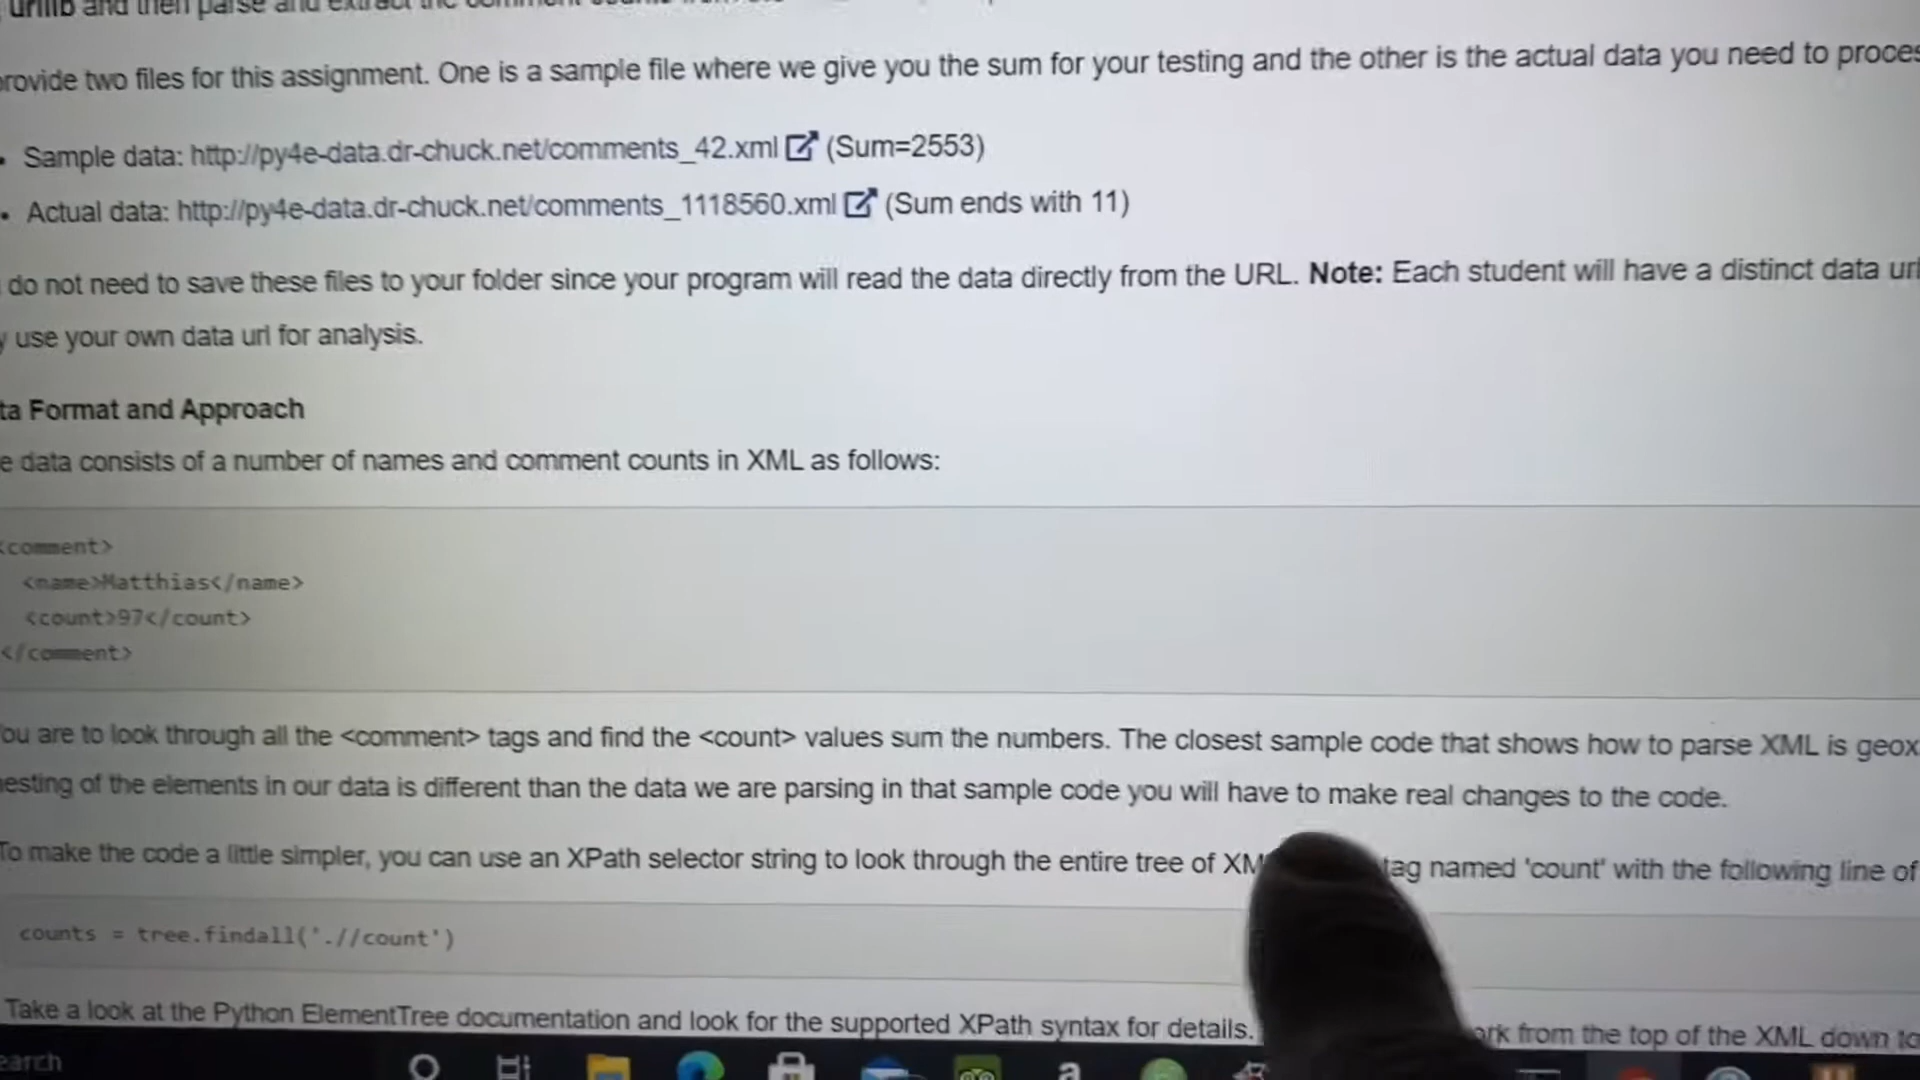 urllib and then parse and extract the comment
rovide two files for this assignment. One is a sample file where we give you the sum for your testing and the other is the actual data you need to proces
• Sample data: http://py4e-data.dr-chuck.net/comments_42.xml (Sum=2553)
• Actual data: http://py4e-data.dr-chuck.net/comments_1118560.xml (Sum ends with 11)
do not need to save these files to your folder since your program will read the data directly from the URL. Note: Each student will have a distinct data url
y use your own data url for analysis.
ta Format and Approach
e data consists of a number of names and comment counts in XML as follows:
<comment>
<name>Matthias</name>
<count>97</count>
</comment>
ou are to look through all the <comment> tags and find the <count> values sum the numbers. The closest sample code that shows how to parse XML is geox
esting of the elements in our data is different than the data we are parsing in that sample code you will have to make real changes to the code.
To make the code a little simpler, you can use an XPath selector string to look through the entire tree of XM tag named 'count' with the following line of
counts = tree.findall('.//count')
Take a look at the Python ElementTree documentation and look for the supported XPath syntax for details. rk from the top of the XML down to
earch